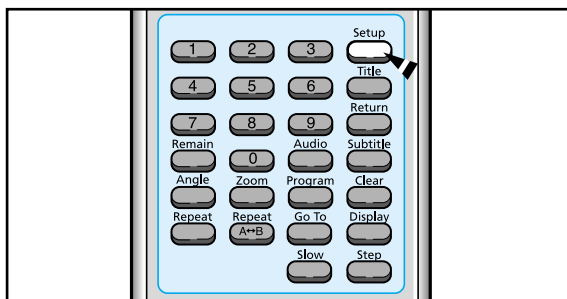 Setup
1 2 3
Title
4 5 6
Return
7 8 9
Remain Audio Subtitle
0
Angle Zoom Program Clear
Repeat Repeat Go To Display
A↔B
Slow Step